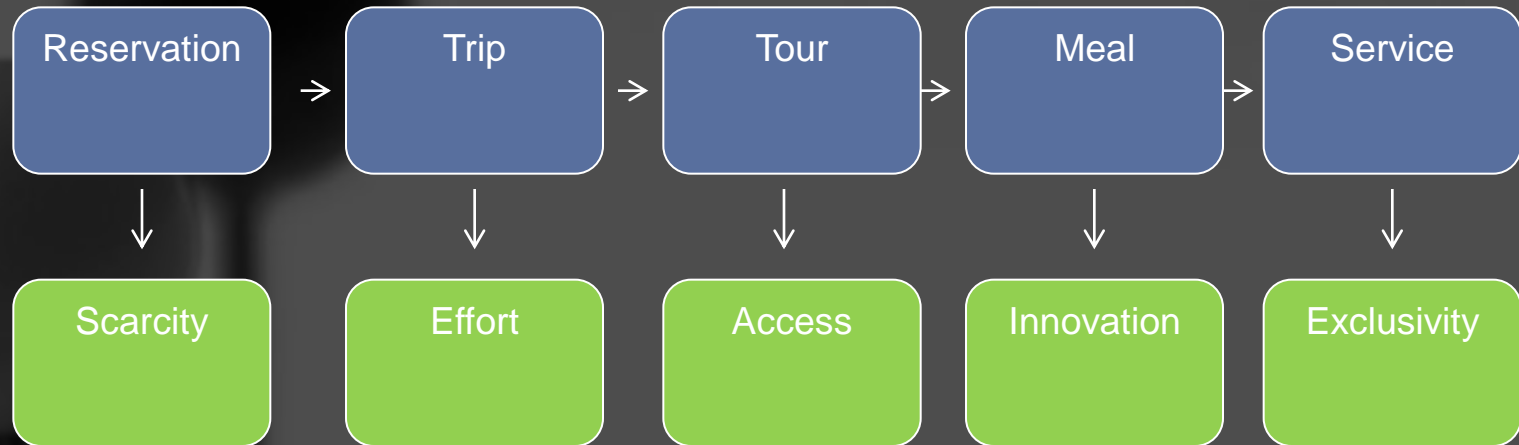 Reservation
Trip
Tour
Meal
Service
Scarcity
Effort
Access
Innovation
Exclusivity